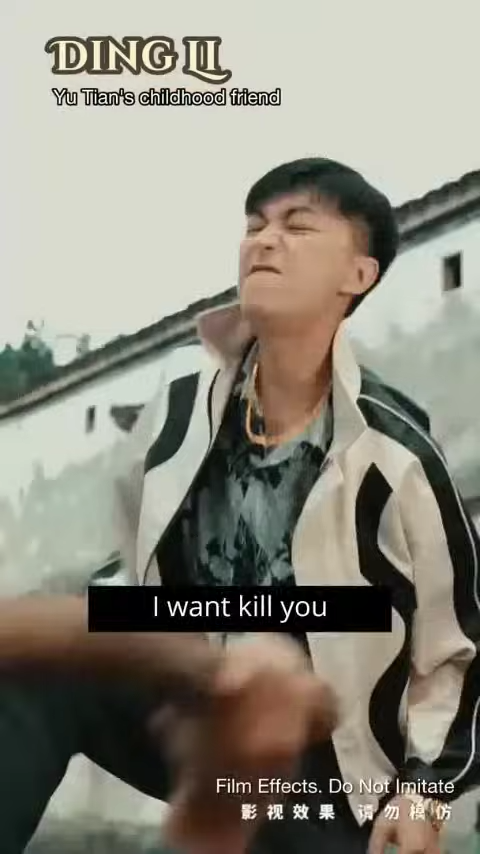 DING LI
Yu Tian's childhood friend
I want kill you
Film Effects. Do Not Imitate
影视效果 请勿模仿